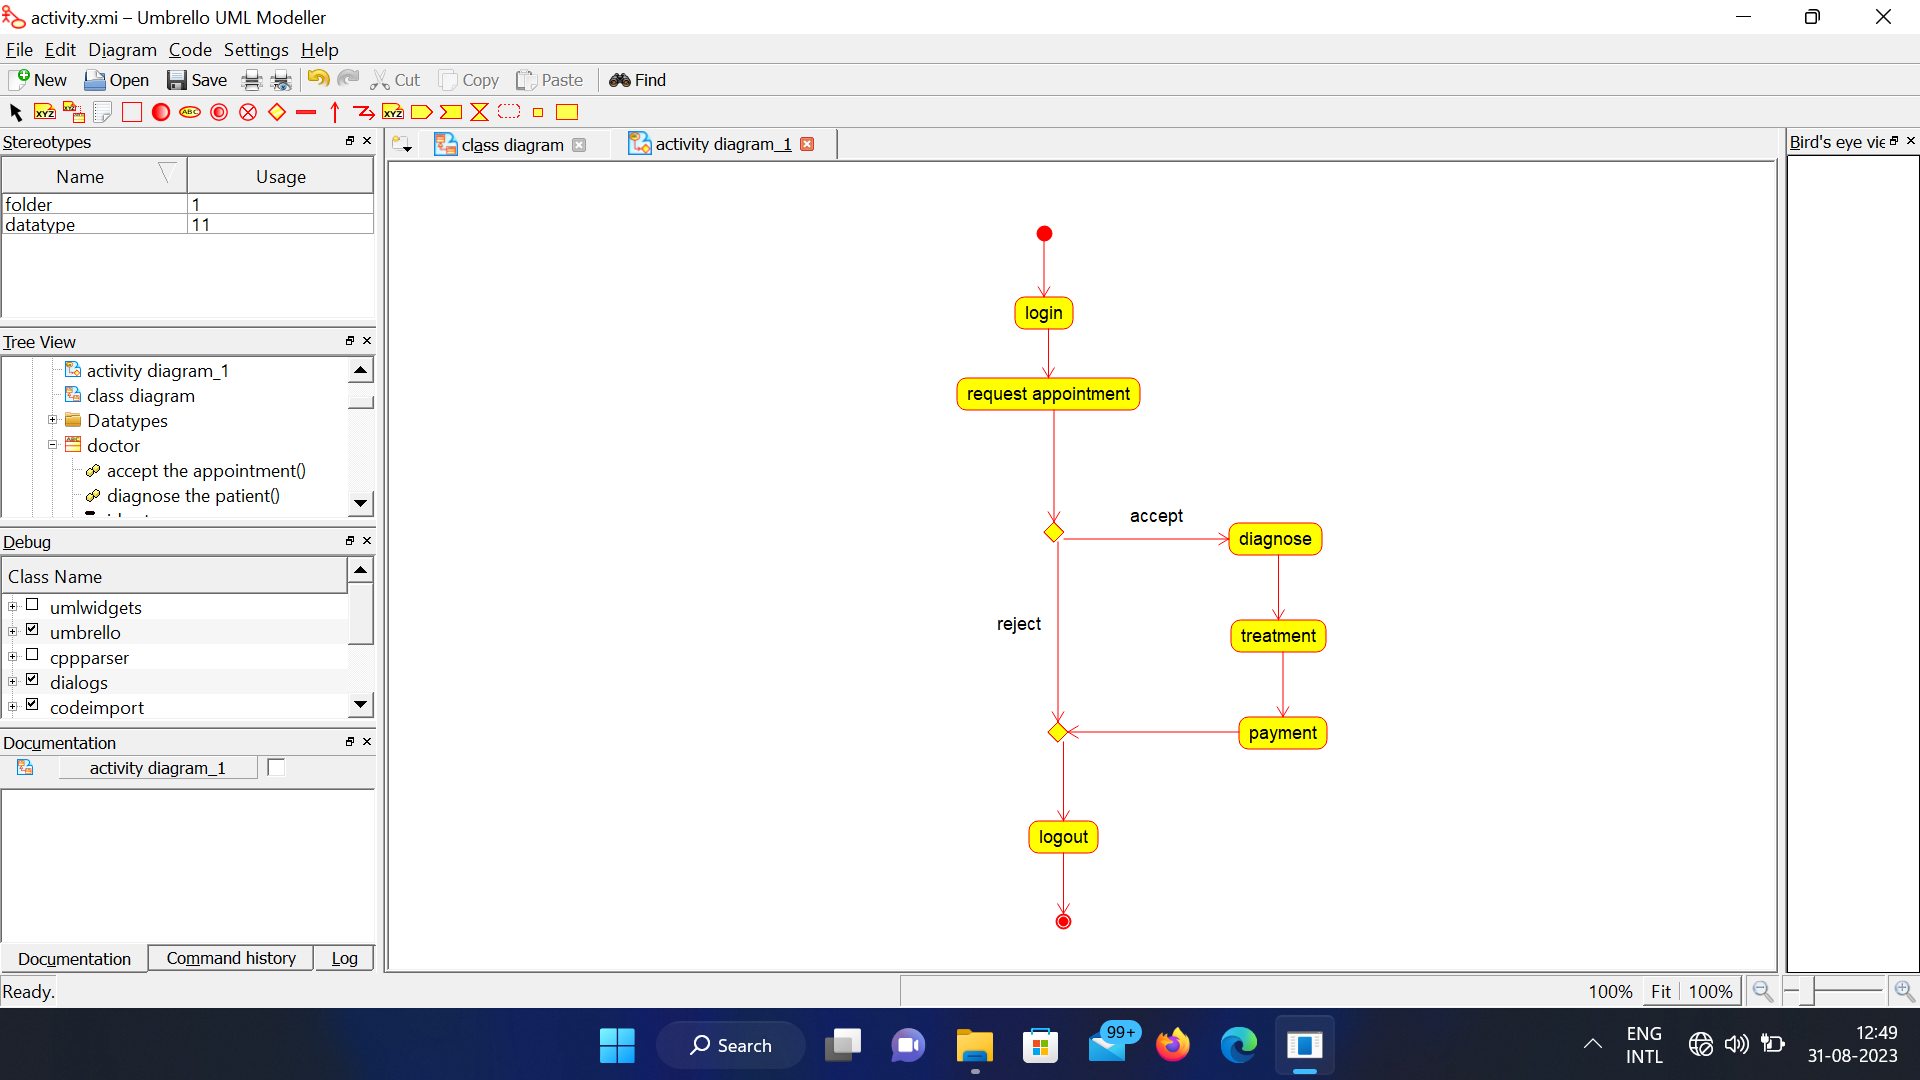 activity.xmi – Umbrello UML Modeller
File Edit Diagram Code Settings Help
New Open Save Cut Copy Paste Find
XYZ XYZ ABC XYZ
Stereotypes
Name Usage
folder 1
datatype 11
Tree View
activity diagram_1
class diagram
Datatypes
doctor
accept the appointment()
diagnose the patient()
Debug
Class Name
umlwidgets
umbrello
cppparser
dialogs
codeimport
Documentation
activity diagram_1
Documentation Command history Log
Ready.
class diagram activity diagram_1
login
request appointment
accept
diagnose
reject
treatment
payment
logout
Bird's eye vie
100% Fit 100%
Search
99+
ENG
INTL
12:49
31-08-2023